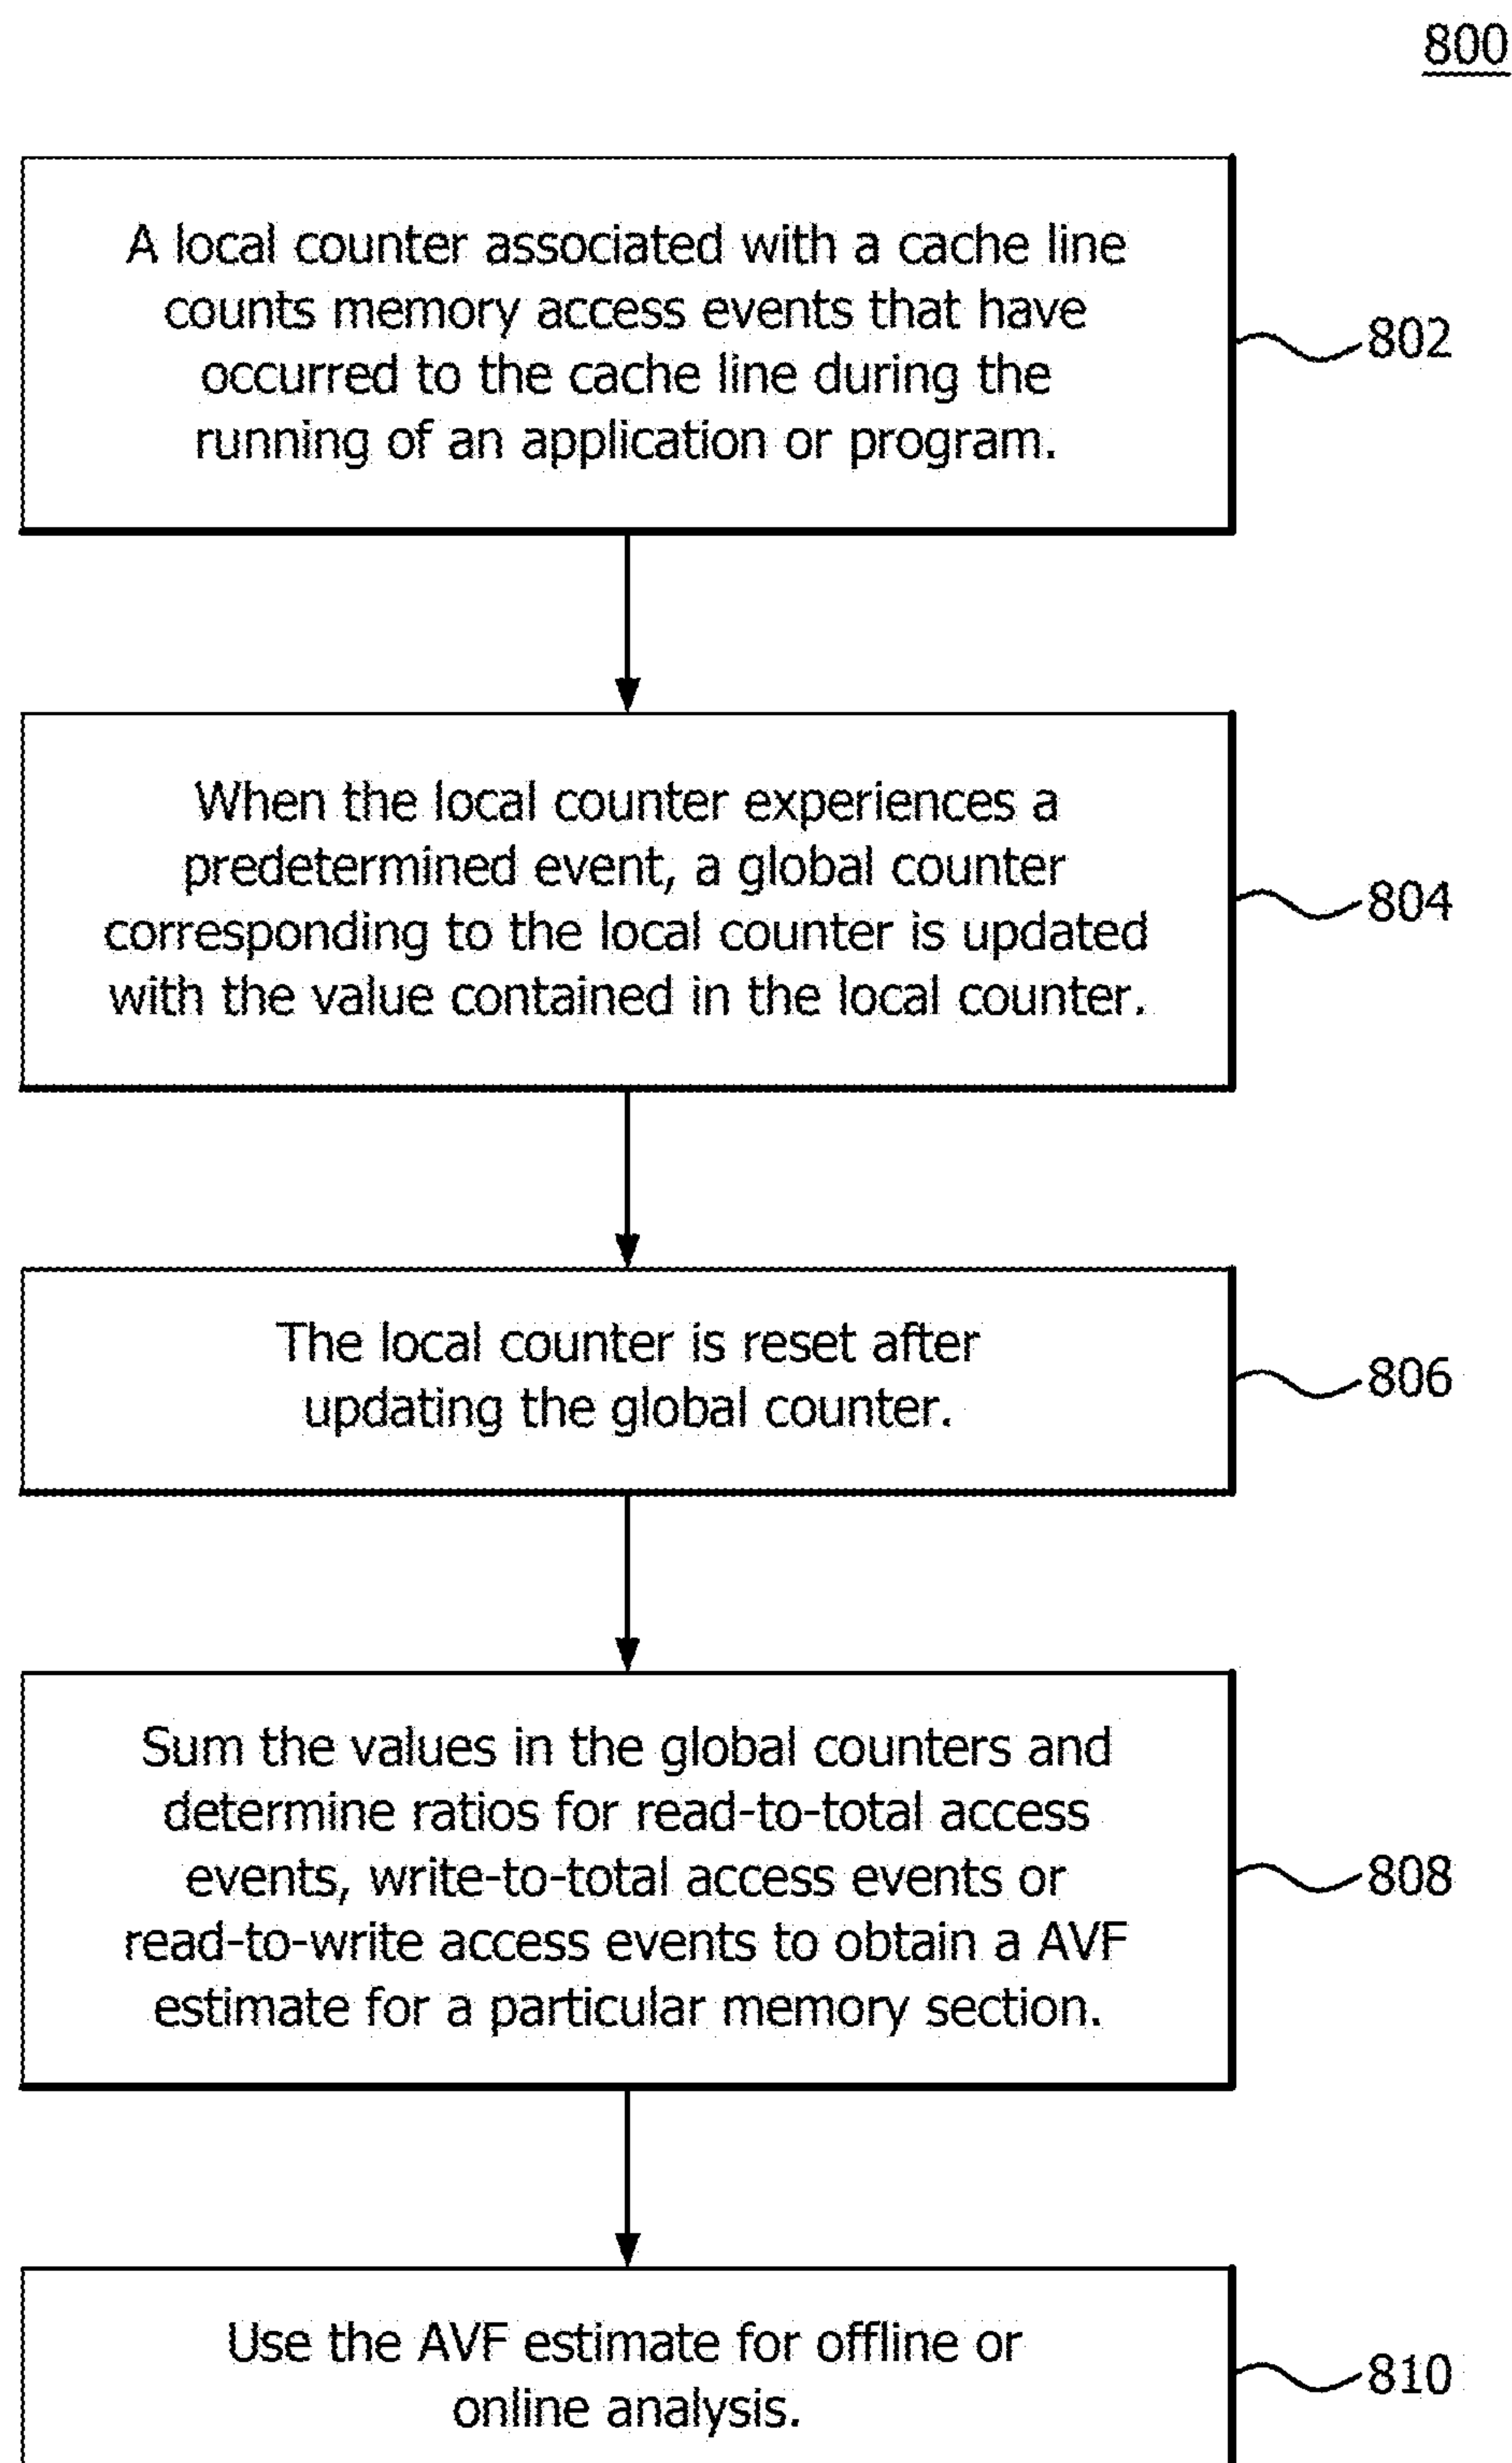 800
A local counter associated with a cache line
counts memory access events that have
occurred to the cache line during the
running of an application or program.
802
When the local counter experiences a
predetermined event, a global counter
corresponding to the local counter is updated
with the value contained in the local counter.
804
The local counter is reset after
updating the global counter.
806
Sum the values in the global counters and
determine ratios for read-to-total access
events, write-to-total access events or
read-to-write access events to obtain a AVF
estimate for a particular memory section.
808
Use the AVF estimate for offline or
online analysis.
810